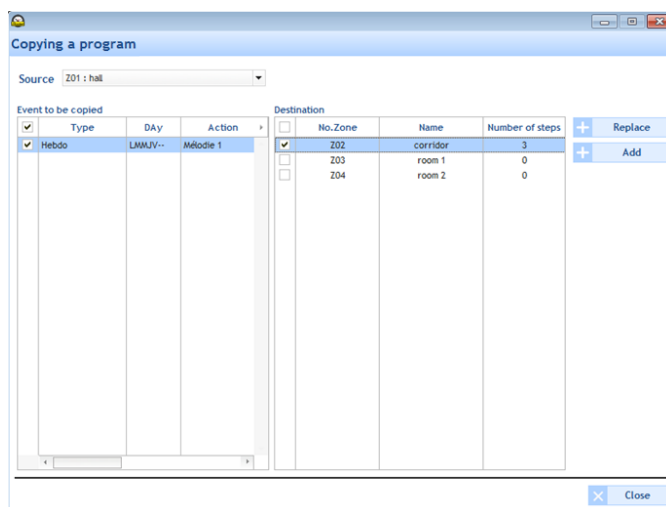 Copying a program
Source Z01 : hall
Event to be copied Destination
Type DAy Action No.Zone Name Number of steps Replace
Hebdo LMMJV-- Mélodie 1 Z02 corridor 3 Add
Z03 room 1 0
Z04 room 2 0
Close